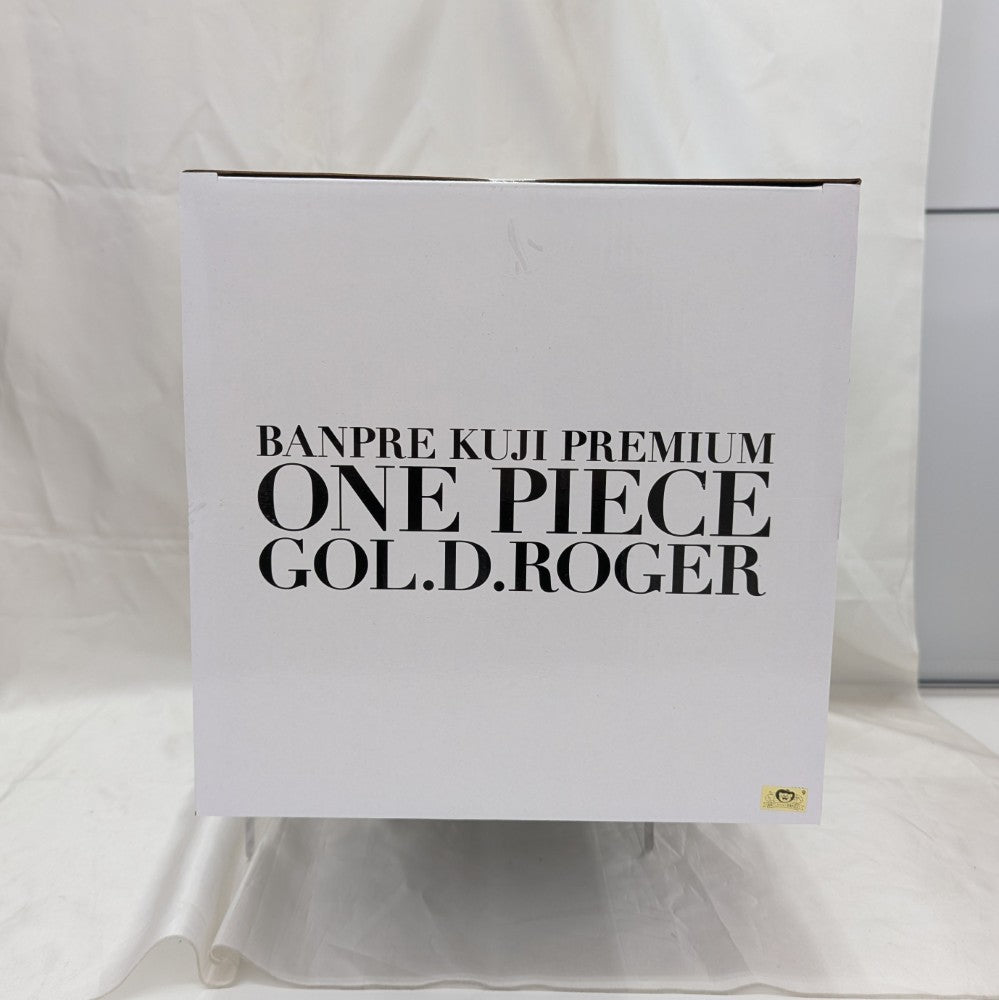 BANPRE KUJI PREMIUM
ONE PIECE
GOL.D.ROGER